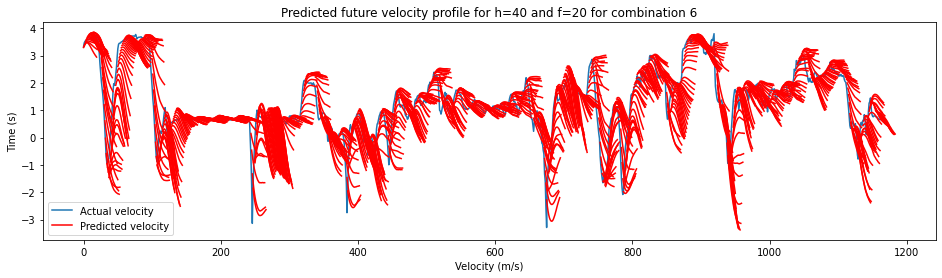 Predicted future velocity profile for h=40 and f=20 for combination 6
4
3
2
1
0
−1
−2
−3
Time (s)
Actual velocity
Predicted velocity
0 200 400 600 800 1000 1200
Velocity (m/s)